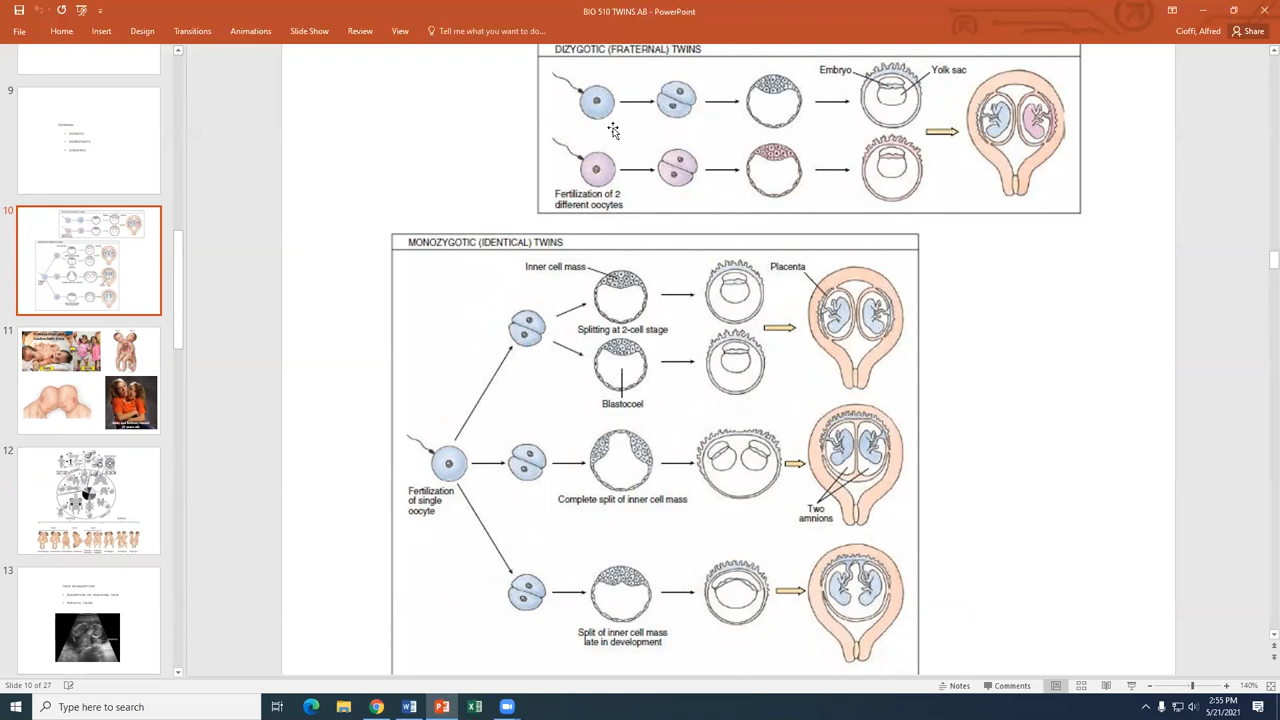 BIO 510 TWINS AB - PowerPoint
File Home Insert Design Transitions Animations Slide Show Review View Tell me what you want to do... Cioffi, Alfred Share
DIZYGOTIC (FRATERNAL) TWINS
Embryo Yolk sac
Fertilization of 2
different oocytes
MONOZYGOTIC (IDENTICAL) TWINS
Inner cell mass
Placenta
Splitting at 2-cell stage
Blastocoel
Fertilization
of single
oocyte
Complete split of inner cell mass
Two
amnions
Split of inner cell mass
late in development
9
10
11
12
13
Slide 10 of 27 Notes Comments 140%
Type here to search
2:55 PM
5/21/2021